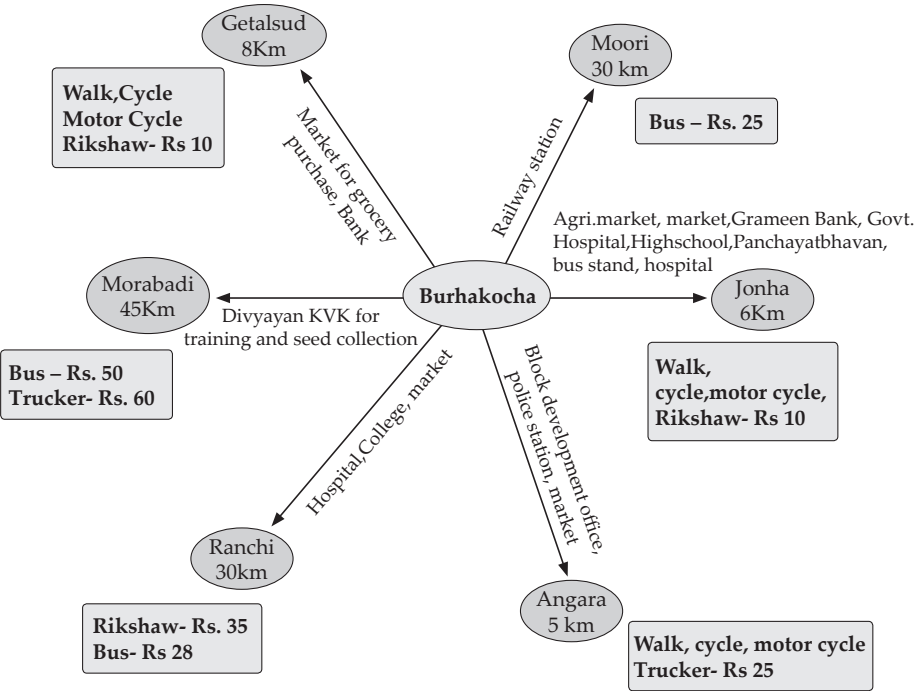 Getalsud
8Km
Walk,Cycle
Motor Cycle
Rikshaw- Rs 10
Market for grocery
purchase, Bank
Moori
30 km
Bus – Rs. 25
Railway station
Agri.market, market,Grameen Bank, Govt.
Hospital,Highschool,Panchayatbhavan,
bus stand, hospital
Jonha
6Km
Walk,
cycle,motor cycle,
Rikshaw- Rs 10
Burhakocha
Morabadi
45Km
Divyayan KVK for
training and seed collection
Bus – Rs. 50
Trucker- Rs. 60
Hospital,College, market
Ranchi
30km
Rikshaw- Rs. 35
Bus- Rs 28
Block development office,
police station, market
Angara
5 km
Walk, cycle, motor cycle
Trucker- Rs 25